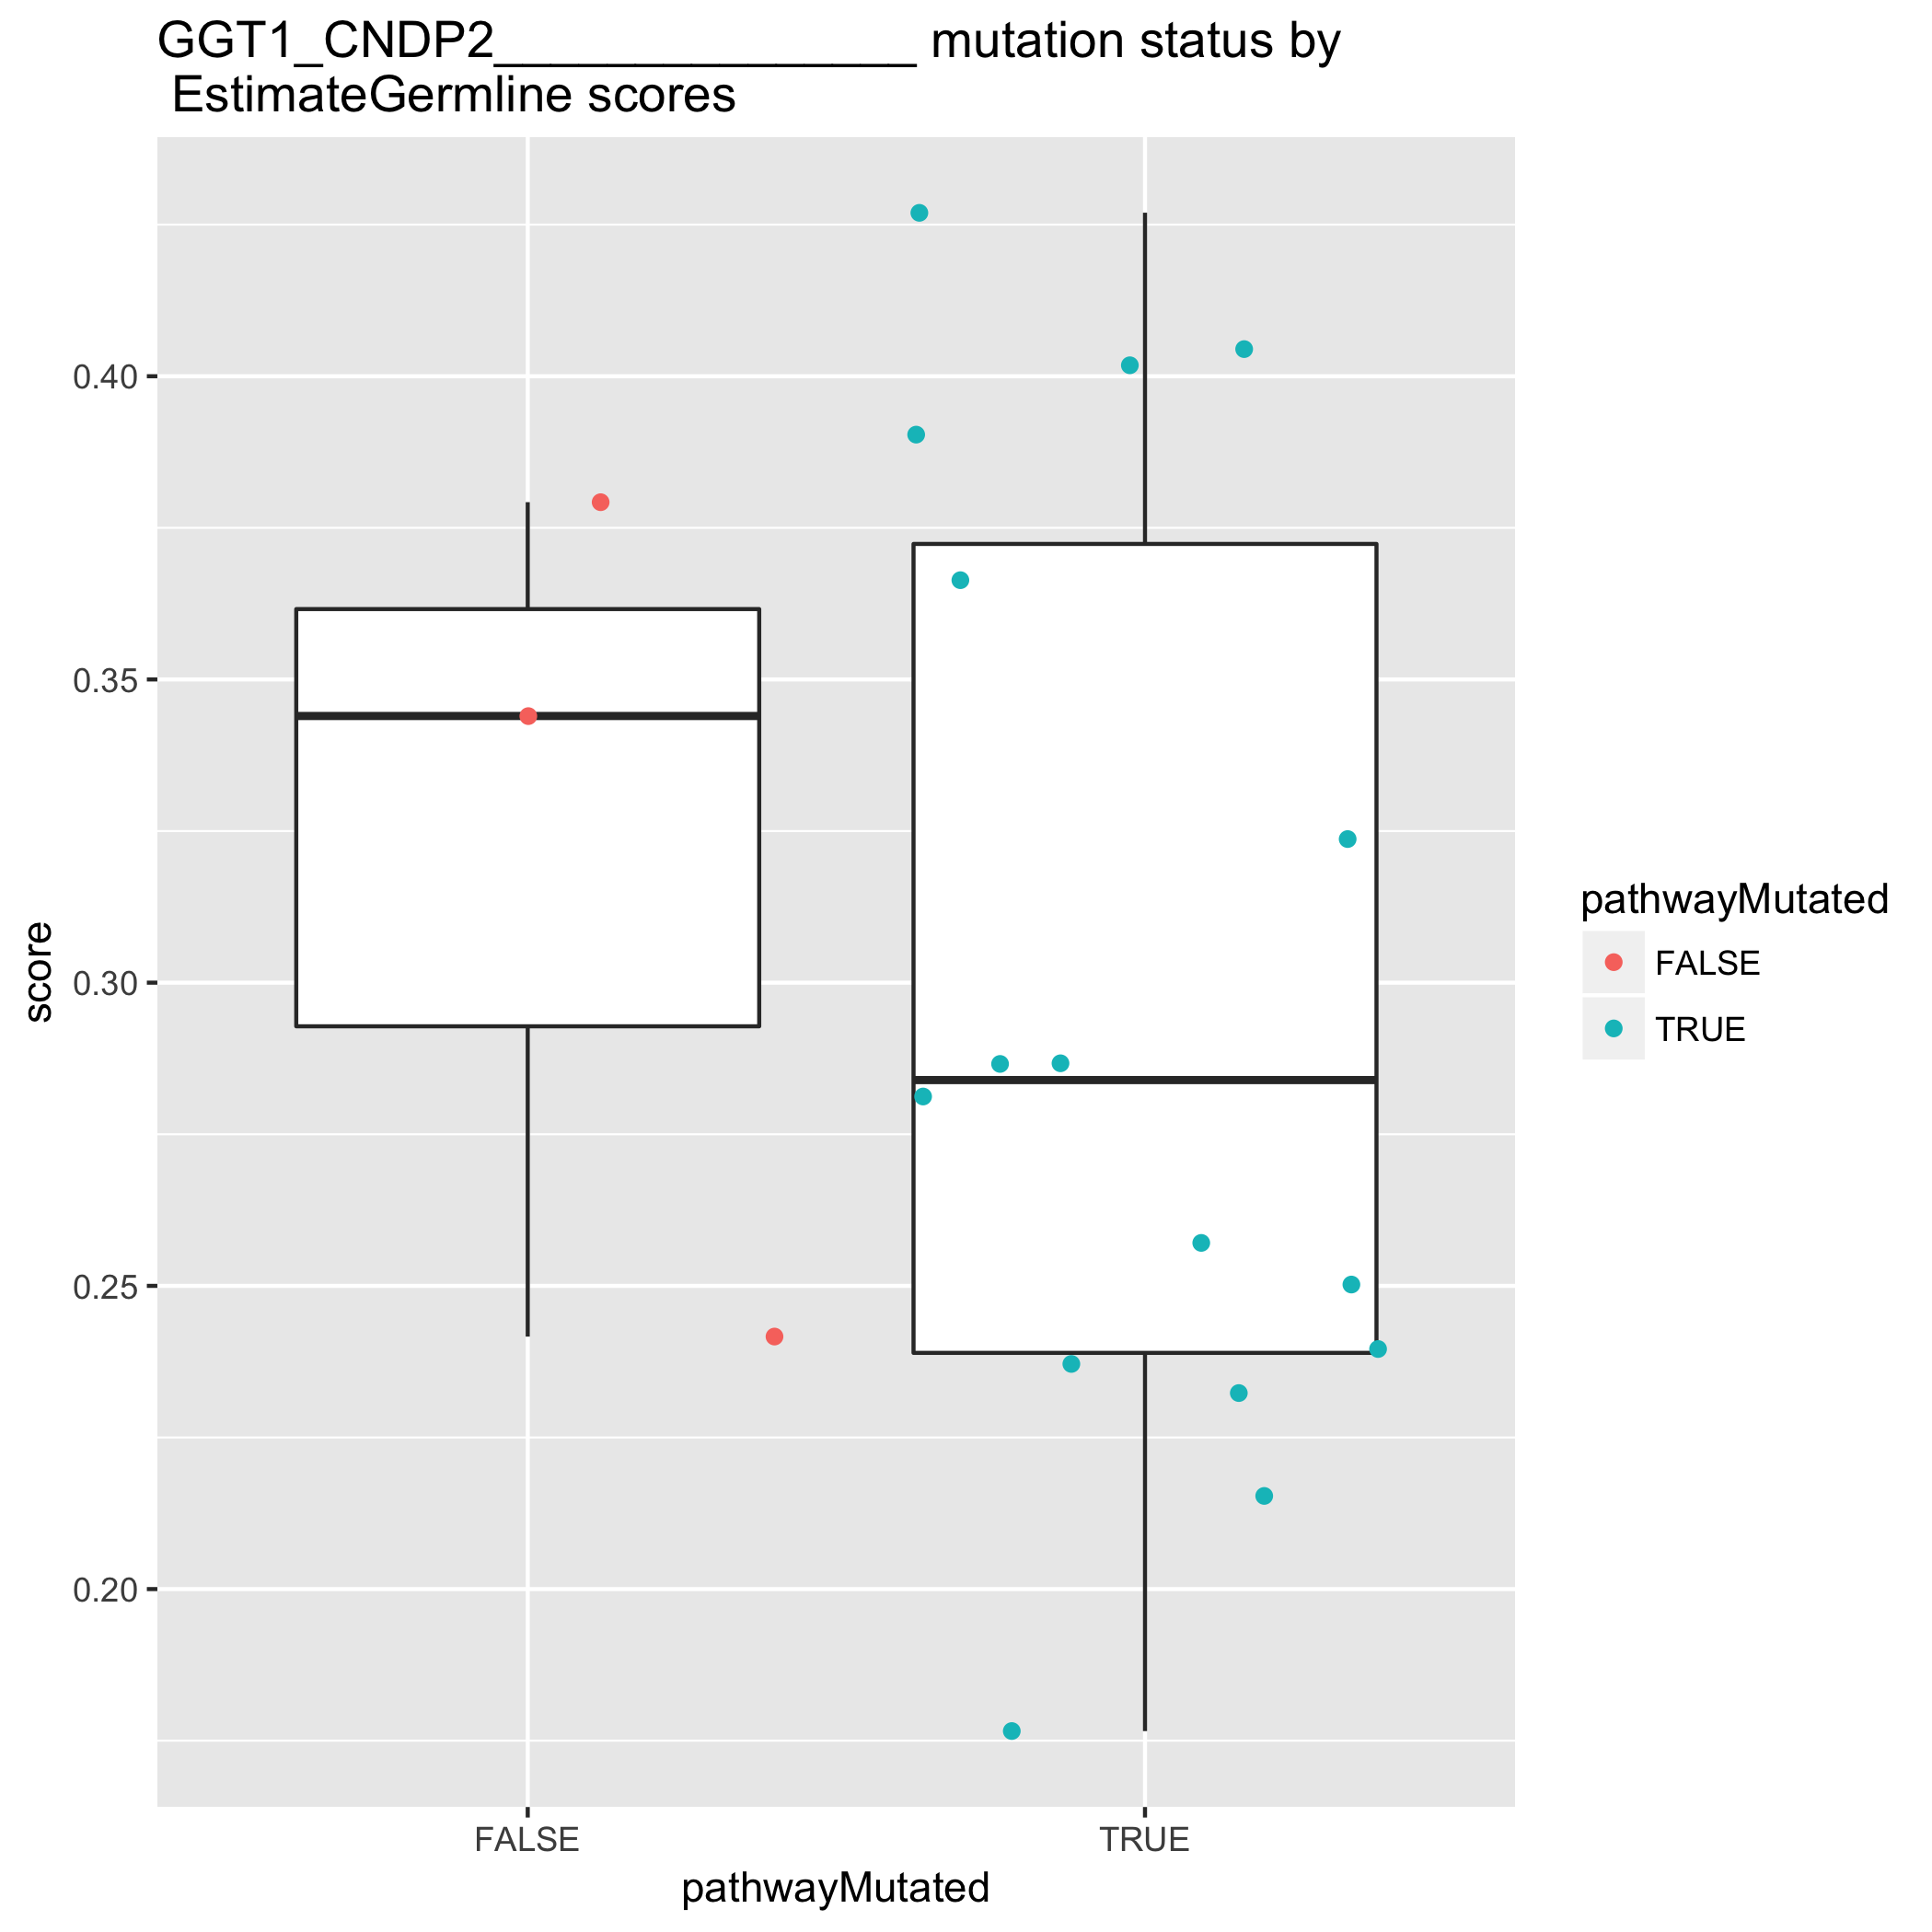 GGT1_CNDP2_______________ mutation status by
EstimateGermline scores
0.40
0.35
0.30
0.25
0.20
score
FALSE
TRUE
pathwayMutated
pathwayMutated
FALSE
TRUE